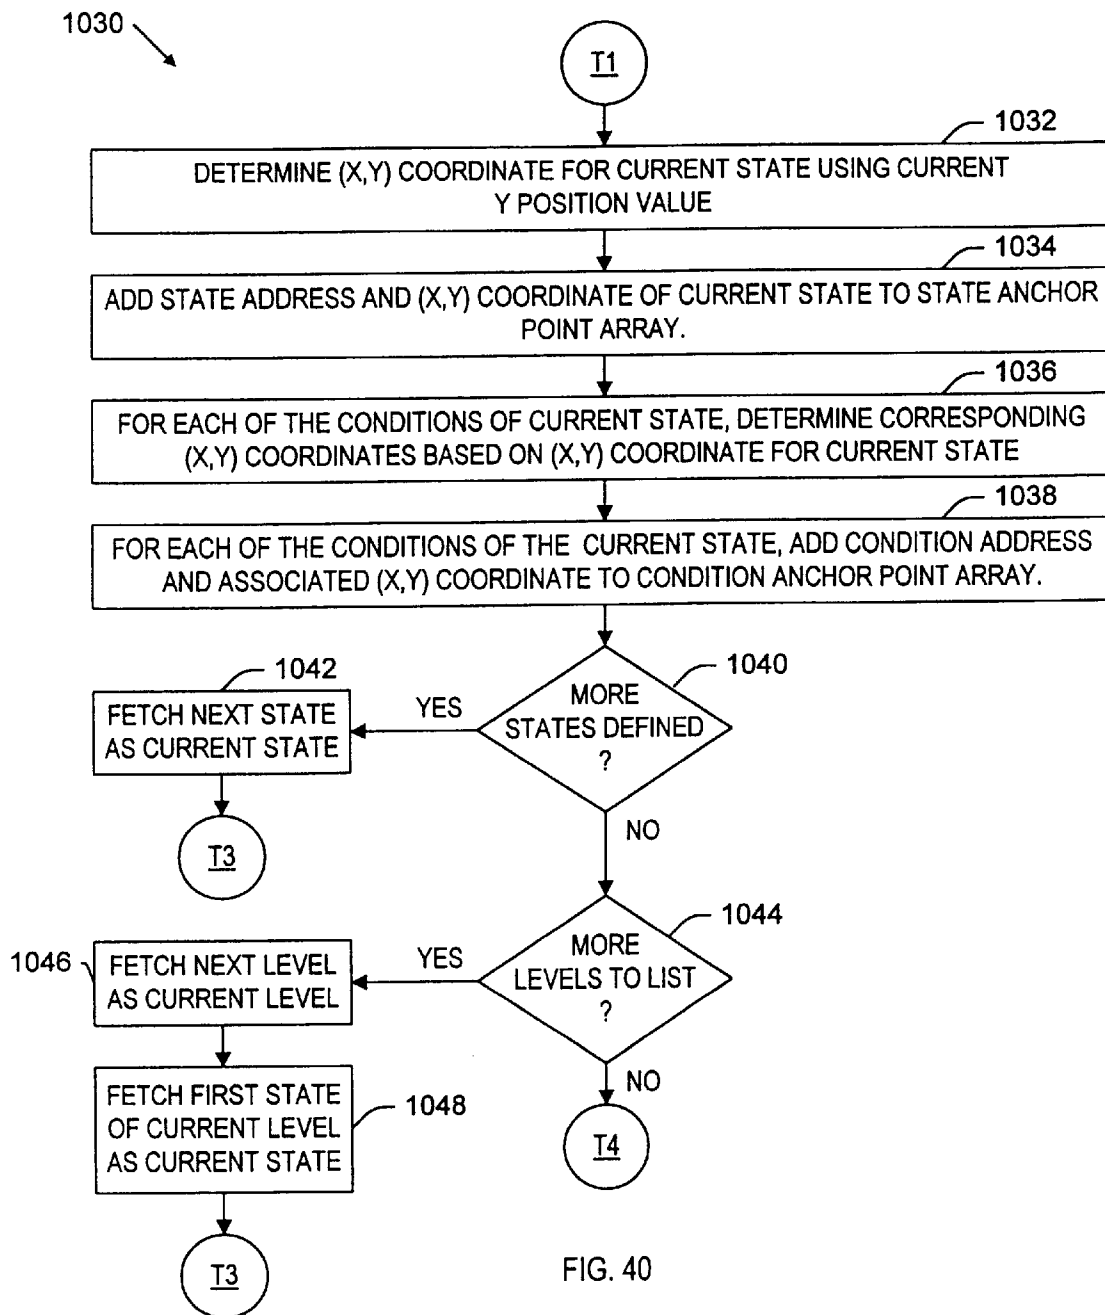 1030
T1
1032
DETERMINE (X,Y) COORDINATE FOR CURRENT STATE USING CURRENT
Y POSITION VALUE
1034
ADD STATE ADDRESS AND (X,Y) COORDINATE OF CURRENT STATE TO STATE ANCHOR
POINT ARRAY.
1036
FOR EACH OF THE CONDITIONS OF CURRENT STATE, DETERMINE CORRESPONDING
(X,Y) COORDINATES BASED ON (X,Y) COORDINATE FOR CURRENT STATE
1038
FOR EACH OF THE CONDITIONS OF THE CURRENT STATE, ADD CONDITION ADDRESS
AND ASSOCIATED (X,Y) COORDINATE TO CONDITION ANCHOR POINT ARRAY.
1040
MORE
STATES DEFINED
?
YES
1042
FETCH NEXT STATE
AS CURRENT STATE
T3
NO
1044
MORE
LEVELS TO LIST
?
YES
1046
FETCH NEXT LEVEL
AS CURRENT LEVEL
NO
1048
FETCH FIRST STATE
OF CURRENT LEVEL
AS CURRENT STATE
T4
T3
FIG. 40